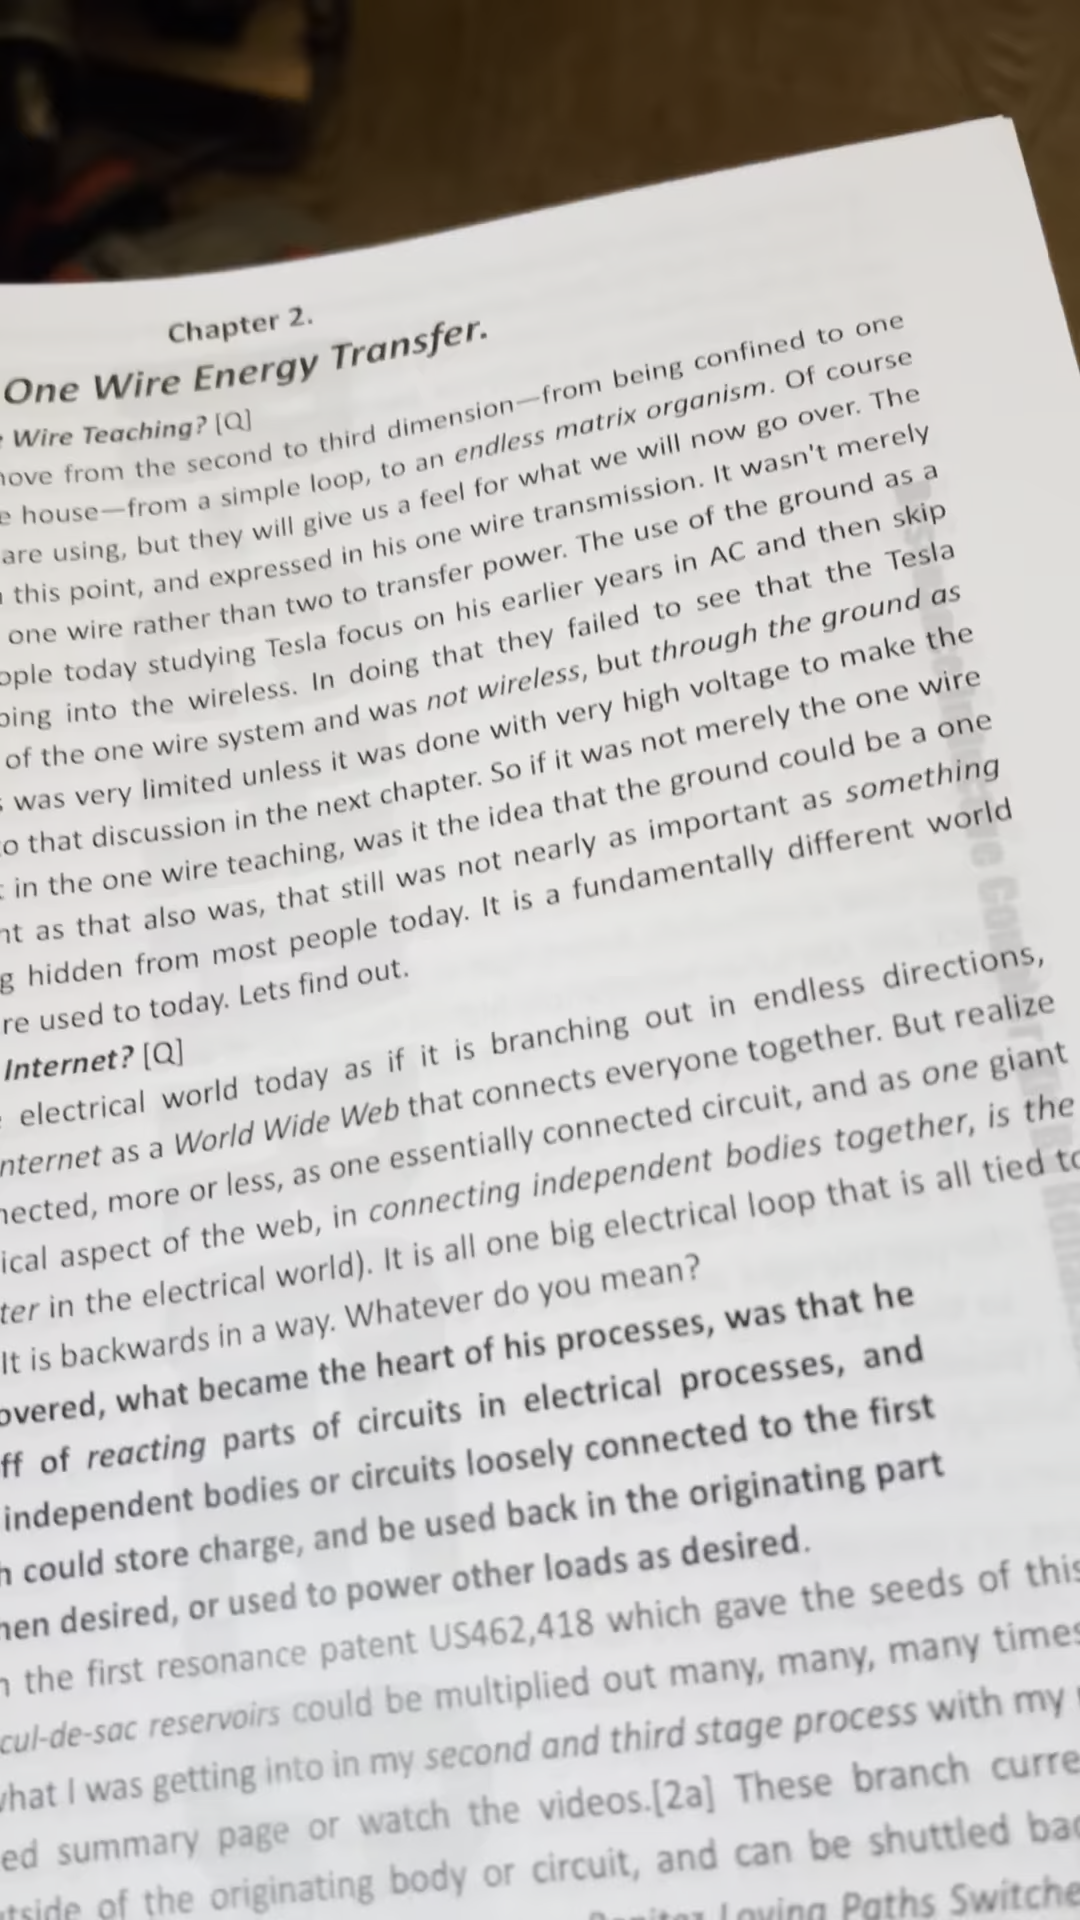 Chapter 2.
One Wire Energy Transfer.
Wire Teaching? [Q]
ove from the second to third dimension—from being confined to one
e house—from a simple loop, to an endless matrix organism. Of course
are using, but they will give us a feel for what we will now go over. The
this point, and expressed in his one wire transmission. It wasn't merely
one wire rather than two to transfer power. The use of the ground as a
ople today studying Tesla focus on his earlier years in AC and then skip
ping into the wireless. In doing that they failed to see that the Tesla
of the one wire system and was not wireless, but through the ground as
was very limited unless it was done with very high voltage to make the
o that discussion in the next chapter. So if it was not merely the one wire
in the one wire teaching, was it the idea that the ground could be a one
nt as that also was, that still was not nearly as important as something
g hidden from most people today. It is a fundamentally different world
re used to today. Lets find out.
Internet? [Q]
electrical world today as if it is branching out in endless directions,
nternet as a World Wide Web that connects everyone together. But realize
nected, more or less, as one essentially connected circuit, and as one giant
ical aspect of the web, in connecting independent bodies together, is the
ter in the electrical world). It is all one big electrical loop that is all tied to
It is backwards in a way. Whatever do you mean?
overed, what became the heart of his processes, was that he
ff of reacting parts of circuits in electrical processes, and
independent bodies or circuits loosely connected to the first
h could store charge, and be used back in the originating part
hen desired, or used to power other loads as desired.
n the first resonance patent US462,418 which gave the seeds of this
cul-de-sac reservoirs could be multiplied out many, many, many times
what I was getting into in my second and third stage process with my
ed summary page or watch the videos.[2a] These branch curre
tside of the originating body or circuit, and can be shuttled bac
Loving Paths Switche